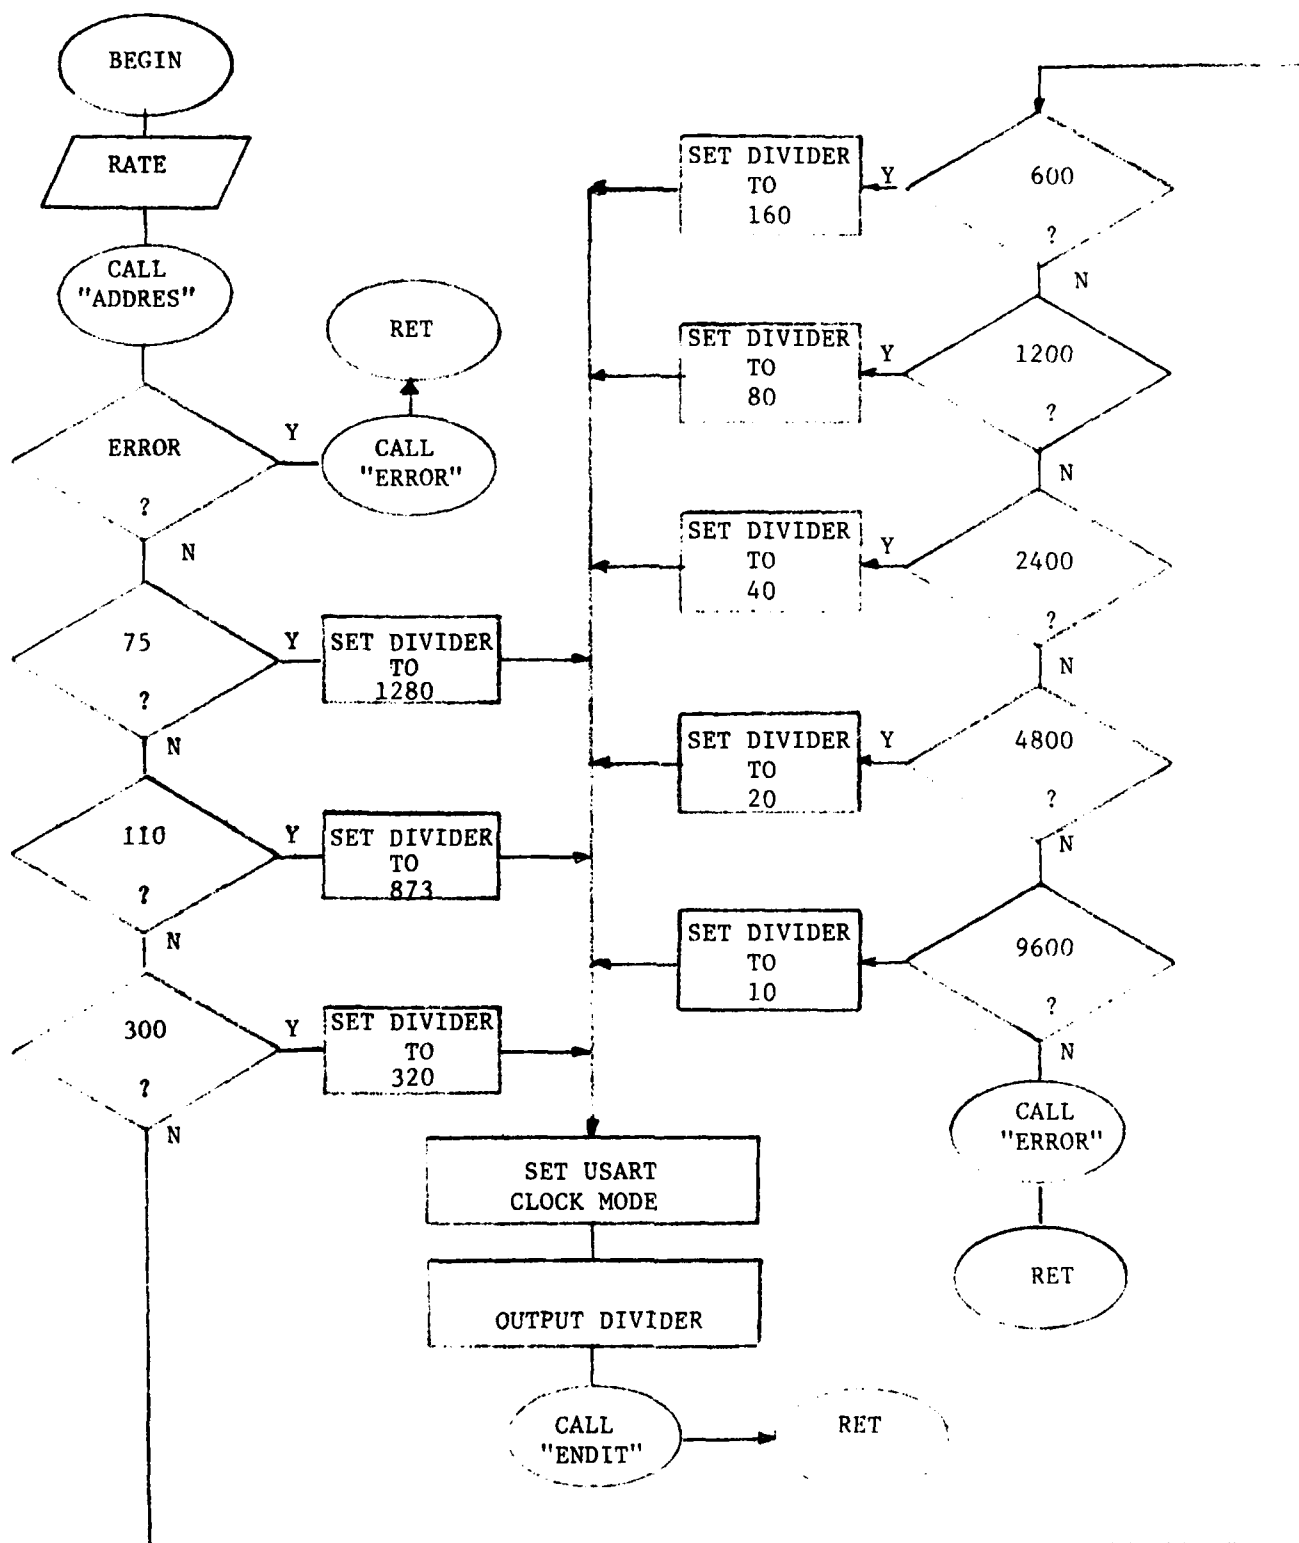 BEGIN
RATE
CALL
"ADDRES"
ERROR
?
Y
CALL
"ERROR"
RET
N
75
?
Y
SET DIVIDER
TO
1280
N
110
?
Y
SET DIVIDER
TO
873
N
300
?
Y
SET DIVIDER
TO
320
N
600
?
Y
SET DIVIDER
TO
160
N
1200
?
Y
SET DIVIDER
TO
80
N
2400
?
Y
SET DIVIDER
TO
40
N
4800
?
Y
SET DIVIDER
TO
20
N
9600
?
SET DIVIDER
TO
10
N
CALL
"ERROR"
RET
SET USART
CLOCK MODE
OUTPUT DIVIDER
CALL
"ENDIT"
RET